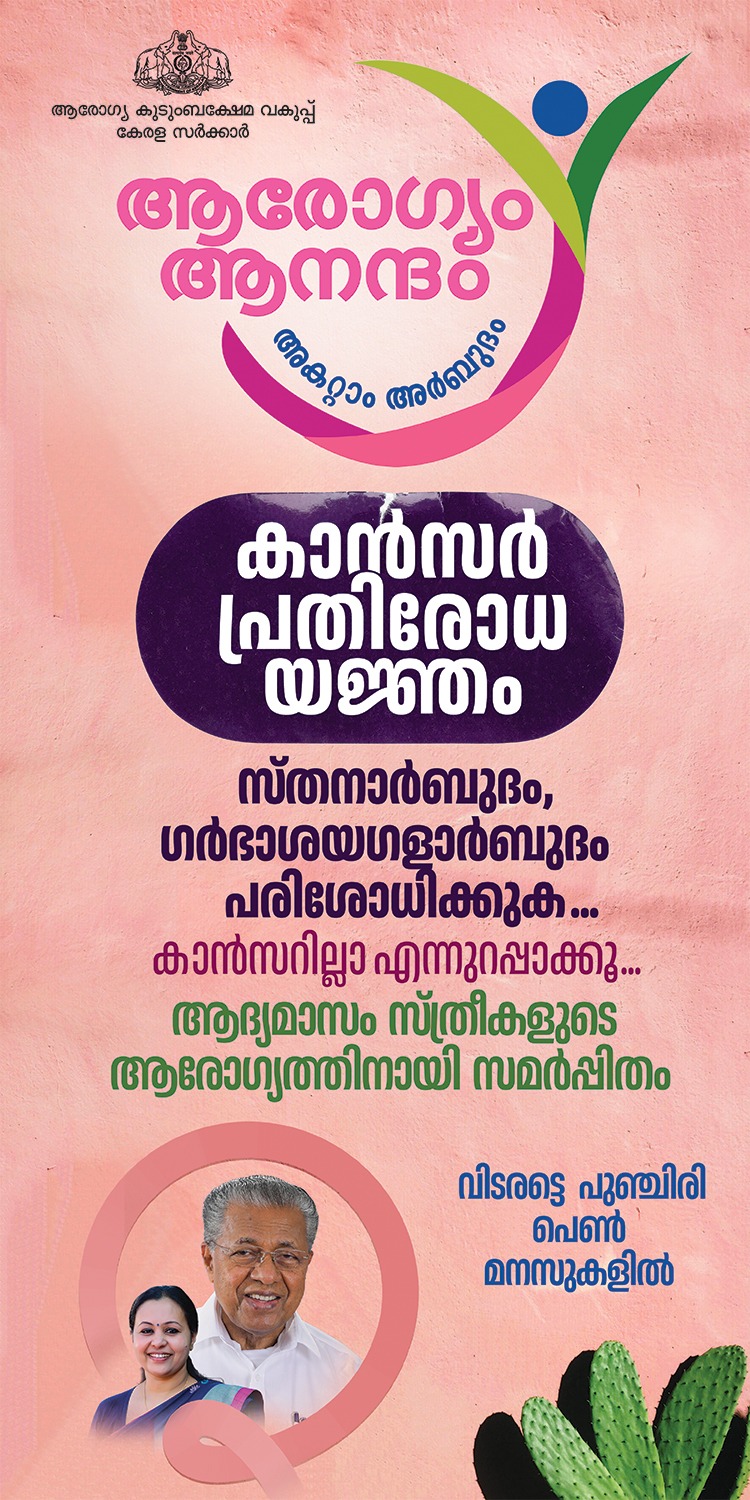 ആരോഗ്യ കുടുംബക്ഷേമ വകുപ്പ്
കേരള സർക്കാർ
ആരോഗ്യം
ആനന്ദം
അകറ്റാം അർബുദം
കാൻസർ
പ്രതിരോധ
യജ്ഞം
സ്തനാർബുദം,
ഗർഭാശയഗളാർബുദം
പരിശോധിക്കുക...
കാൻസറില്ലാ എന്നുറപ്പാക്കൂ...
ആദ്യമാസം സ്ത്രീകളുടെ
ആരോഗ്യത്തിനായി സമർപ്പിതം
വിടരട്ടെ പുഞ്ചിരി
പെൺ
മനസുകളിൽ